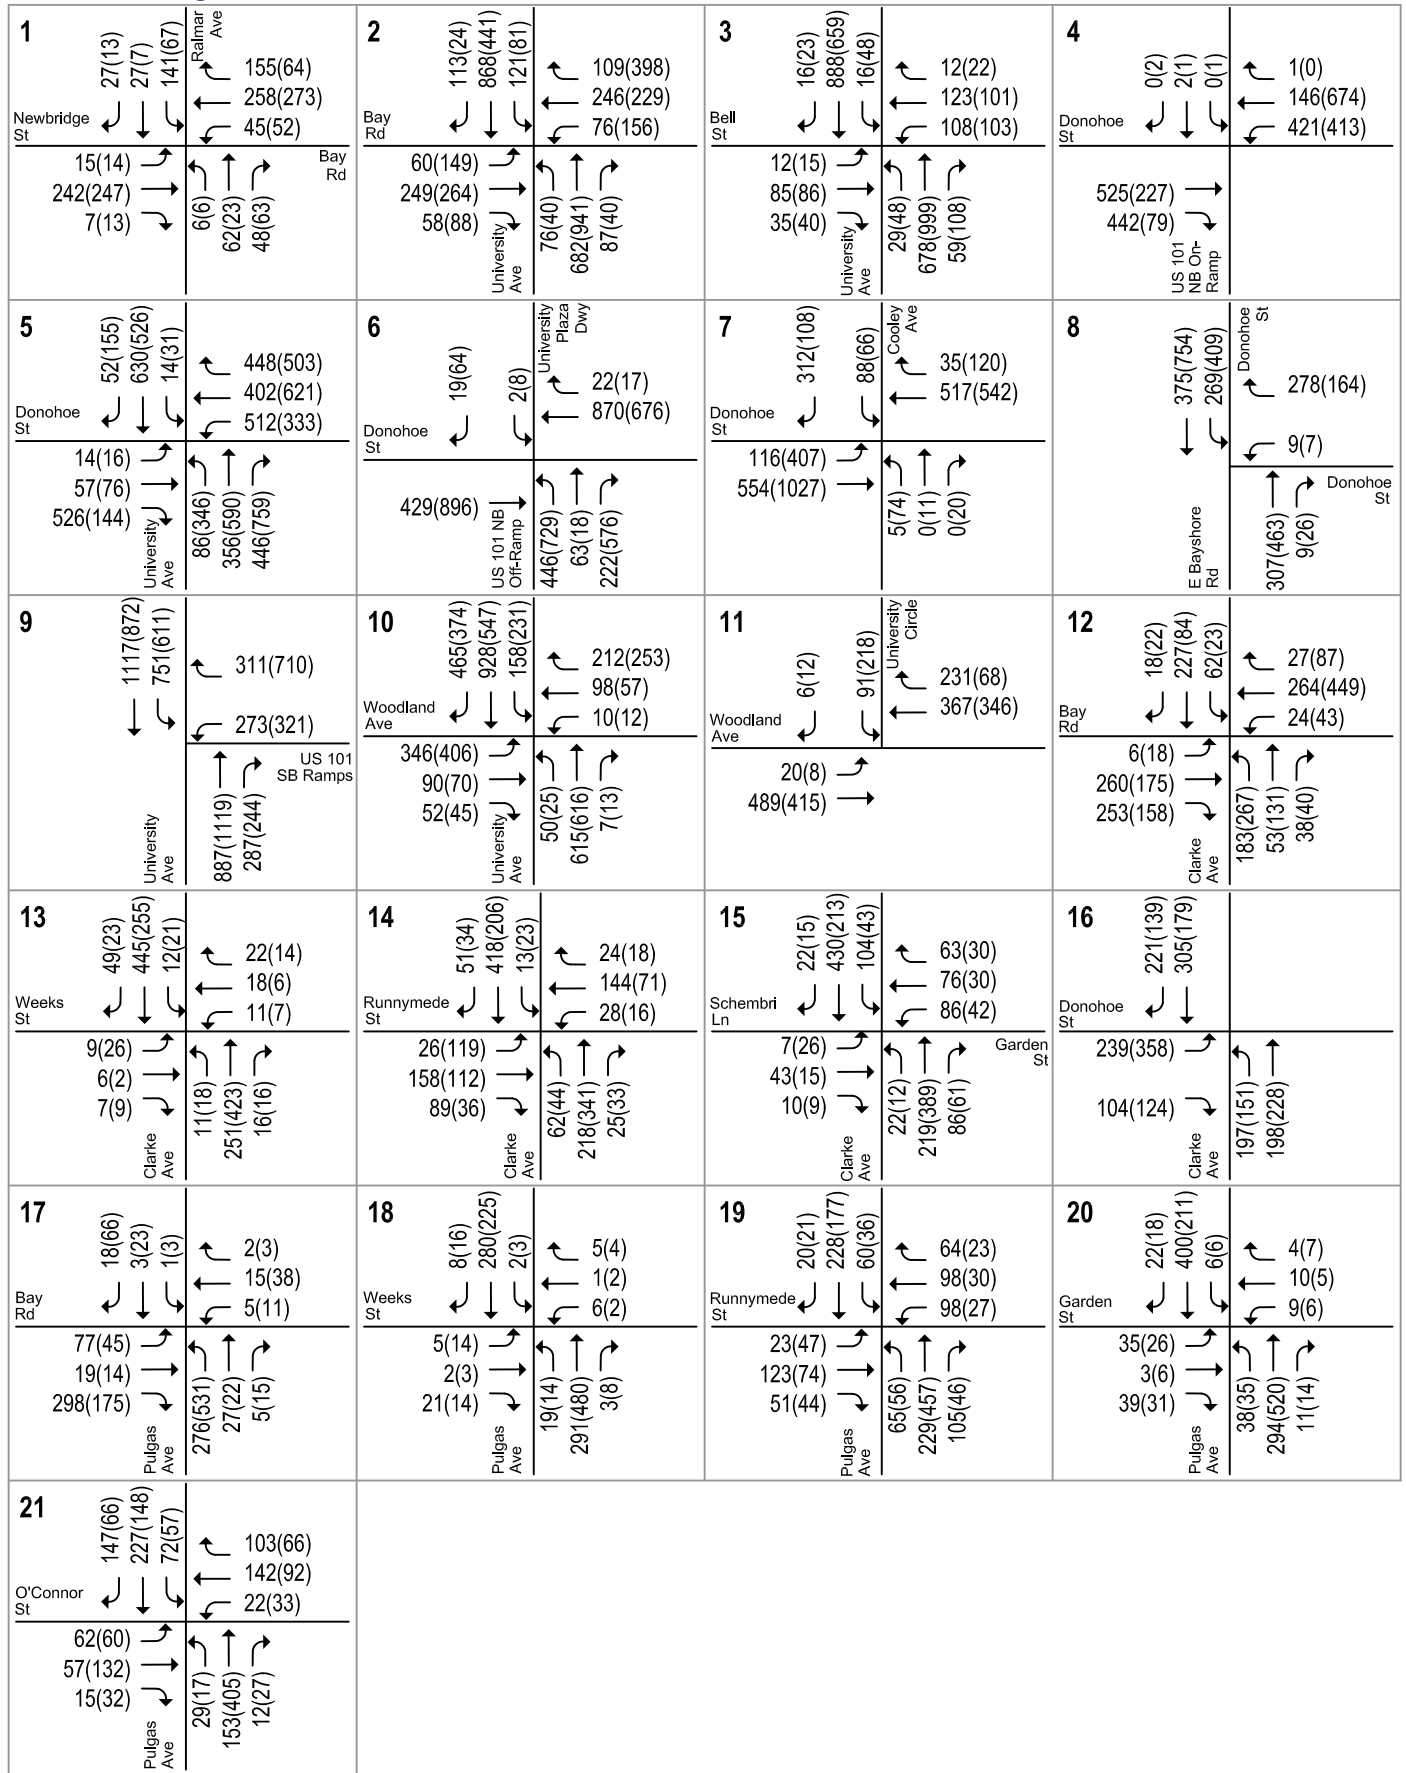 1
27(13)
27(7)
141(67)
Ralmar
Ave
155(64)
258(273)
45(52)
Newbridge
St
Bay
Rd
15(14)
242(247)
7(13)
6(6)
62(23)
48(63)
2
113(24)
868(441)
121(81)
109(398)
246(229)
76(156)
Bay
Rd
60(149)
249(264)
58(88)
University
Ave
76(40)
682(941)
87(40)
3
16(23)
888(659)
16(48)
12(22)
123(101)
108(103)
Bell
St
12(15)
85(86)
35(40)
University
Ave
29(48)
678(999)
59(108)
4
0(2)
2(1)
0(1)
1(0)
146(674)
421(413)
Donohoe
St
525(227)
442(79)
US 101
NB On-
Ramp
5
52(155)
630(526)
14(31)
448(503)
402(621)
512(333)
Donohoe
St
14(16)
57(76)
526(144)
University
Ave
86(346)
356(590)
446(759)
6
19(64)
2(8)
University
Plaza
Dwy
22(17)
870(676)
Donohoe
St
429(896)
US 101 NB
Off-Ramp
446(729)
63(18)
222(576)
7
312(108)
88(66)
Cooley
Ave
35(120)
517(542)
Donohoe
St
116(407)
554(1027)
5(74)
0(11)
0(20)
8
375(754)
269(409)
Donohoe
St
278(164)
9(7)
Donohoe
St
E Bayshore
Rd
307(463)
9(26)
9
1117(872)
751(611)
311(710)
273(321)
US 101
SB Ramps
University
Ave
887(1119)
287(244)
10
465(374)
928(547)
158(231)
212(253)
98(57)
10(12)
Woodland
Ave
346(406)
90(70)
52(45)
University
Ave
50(25)
615(616)
7(13)
11
6(12)
91(218)
University
Circle
231(68)
367(346)
Woodland
Ave
20(8)
489(415)
12
18(22)
227(84)
62(23)
27(87)
264(449)
24(43)
Bay
Rd
6(18)
260(175)
253(158)
Clarke
Ave
183(267)
53(131)
38(40)
13
49(23)
445(255)
12(21)
22(14)
18(6)
11(7)
Weeks
St
9(26)
6(2)
7(9)
Clarke
Ave
11(18)
251(423)
16(16)
14
51(34)
418(206)
13(23)
24(18)
144(71)
28(16)
Runnymede
St
26(119)
158(112)
89(36)
Clarke
Ave
62(44)
218(341)
25(33)
15
22(15)
430(213)
104(43)
63(30)
76(30)
86(42)
Schembri
Ln
Garden
St
7(26)
43(15)
10(9)
Clarke
Ave
22(12)
219(389)
86(61)
16
221(139)
305(179)
Donohoe
St
239(358)
104(124)
Clarke
Ave
197(151)
198(228)
17
18(66)
3(23)
1(3)
2(3)
15(38)
5(11)
Bay
Rd
77(45)
19(14)
298(175)
Pulgas
Ave
276(531)
27(22)
5(15)
18
8(16)
280(225)
2(3)
5(4)
1(2)
6(2)
Weeks
St
5(14)
2(3)
21(14)
Pulgas
Ave
19(14)
291(480)
3(8)
19
20(21)
228(177)
60(36)
64(23)
98(30)
98(27)
Runnymede
St
23(47)
123(74)
51(44)
Pulgas
Ave
65(56)
229(457)
105(46)
20
22(18)
400(211)
6(6)
4(7)
10(5)
9(6)
Garden
St
35(26)
3(6)
39(31)
Pulgas
Ave
38(35)
294(520)
11(14)
21
147(66)
227(148)
72(57)
103(66)
142(92)
22(33)
O'Connor
St
62(60)
57(132)
15(32)
Pulgas
Ave
29(17)
153(405)
12(27)